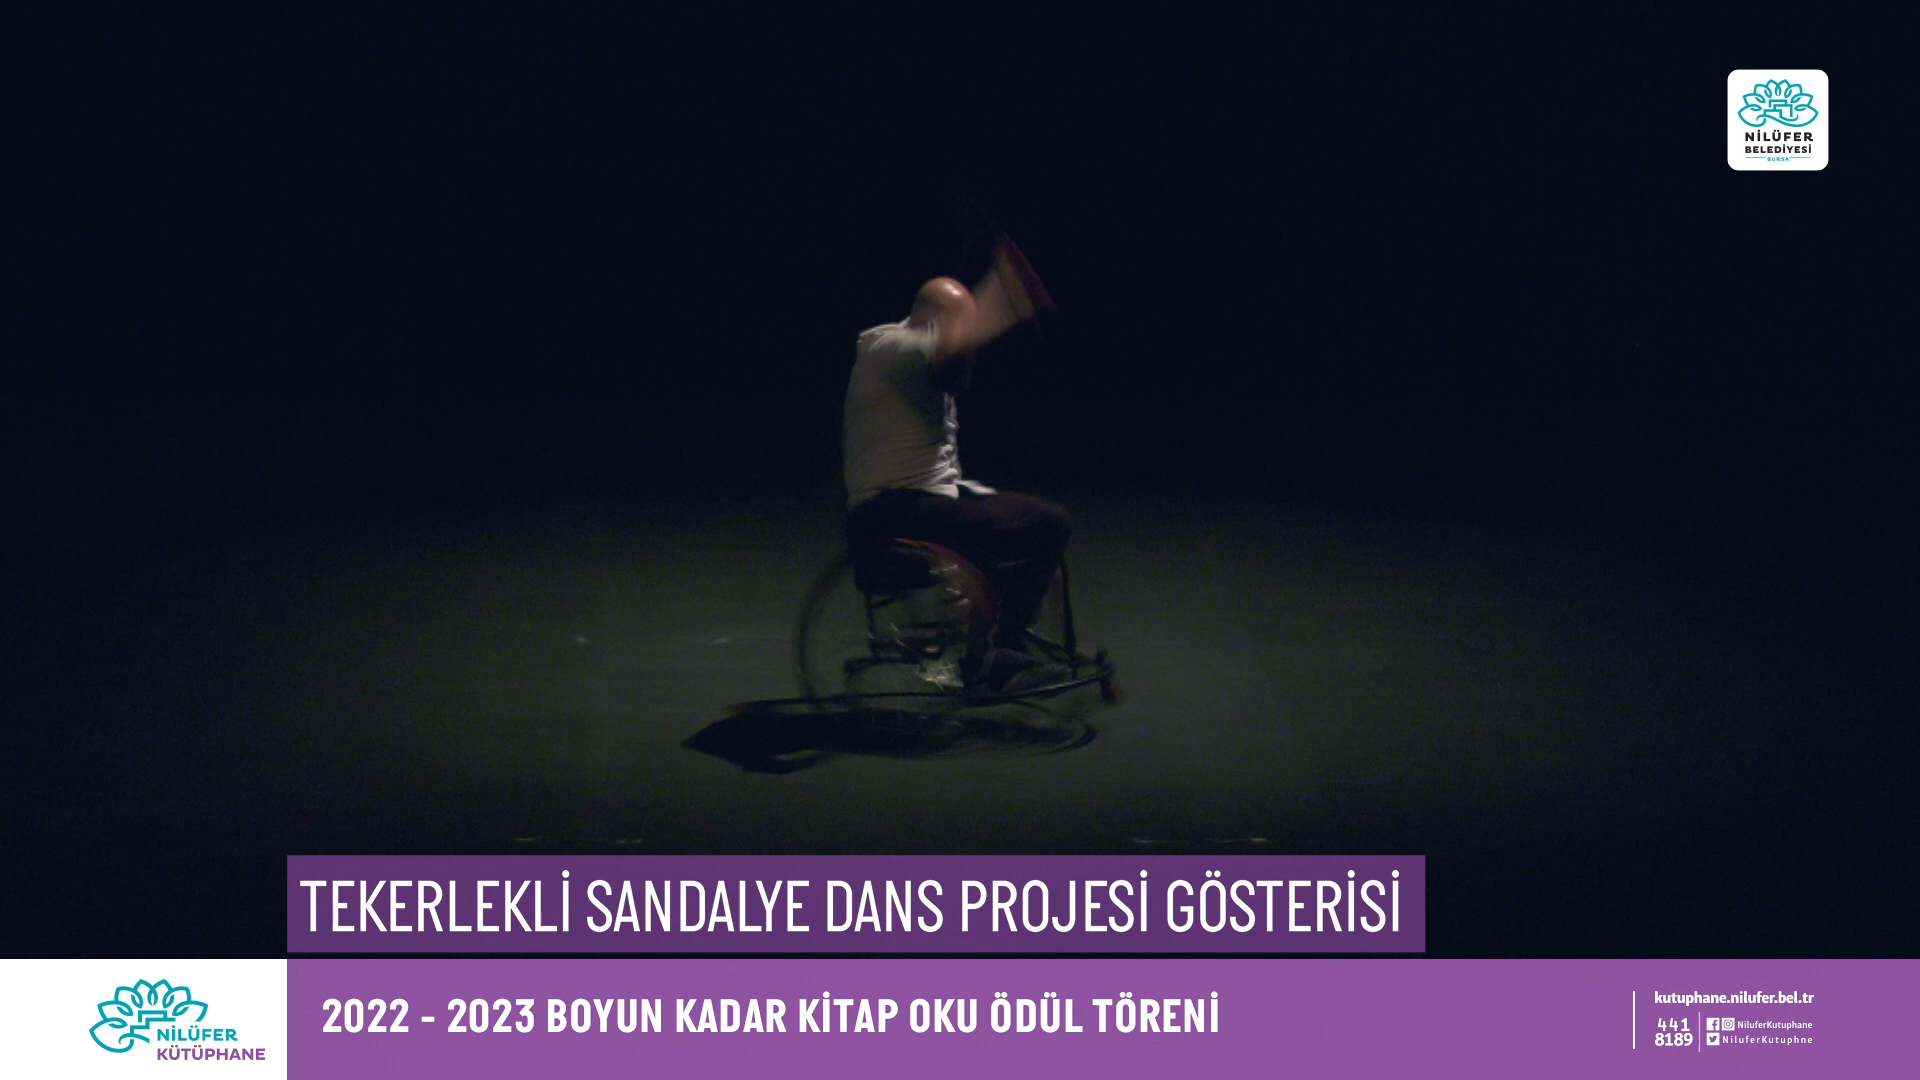 NİLÜFER
BELEDİYESİ
BURSA
TEKERLEKLİ SANDALYE DANS PROJESİ GÖSTERİSİ
2022 - 2023 BOYUN KADAR KİTAP OKU ÖDÜL TÖRENİ
NİLÜFER
KÜTÜPHANE
kutuphane.nilufer.bel.tr
441
8189
NiluferKutuphane
NiluferKutuphne